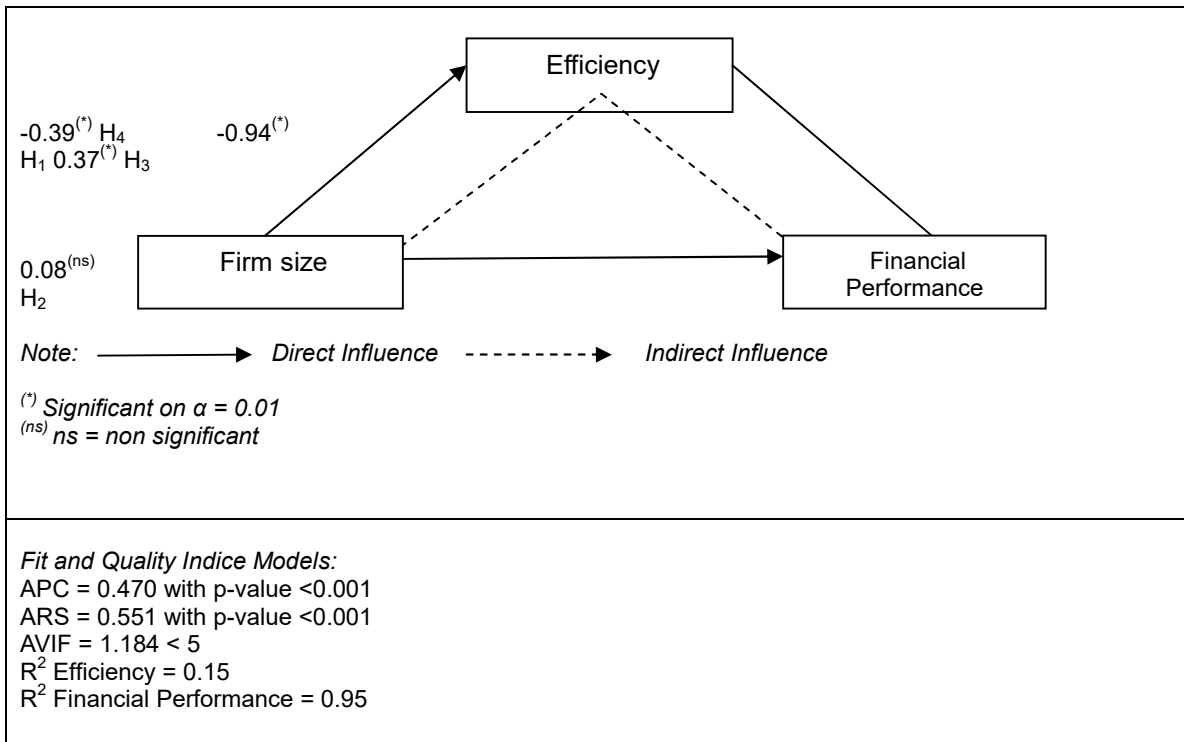 Efficiency
-0.39(*) H4 -0.94(*)
H1 0.37(*) H3
Firm size
0.08(ns)
H2
Financial
Performance
Note: Direct Influence Indirect Influence
(*) Significant on α = 0.01
(ns) ns = non significant
Fit and Quality Indice Models:
APC = 0.470 with p-value <0.001
ARS = 0.551 with p-value <0.001
AVIF = 1.184 < 5
R2 Efficiency = 0.15
R2 Financial Performance = 0.95